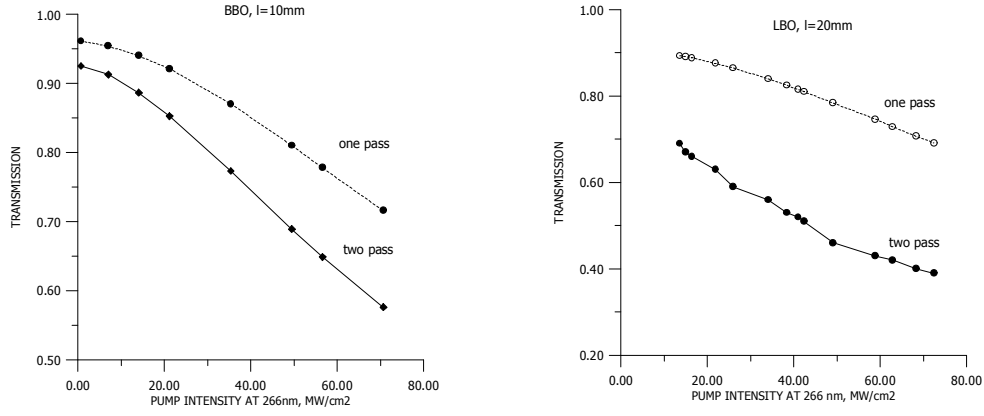 BBO, l=10mm
1.00
0.90
0.80
0.70
0.60
0.50
TRANSMISSION
one pass
two pass
0.00
20.00
40.00
60.00
80.00
PUMP INTENSITY AT 266nm, MW/cm2
LBO, l=20mm
1.00
0.80
0.60
0.40
0.20
TRANSMISSION
one pass
two pass
0.00
20.00
40.00
60.00
80.00
PUMP INTENSITY AT 266 nm, MW/cm2